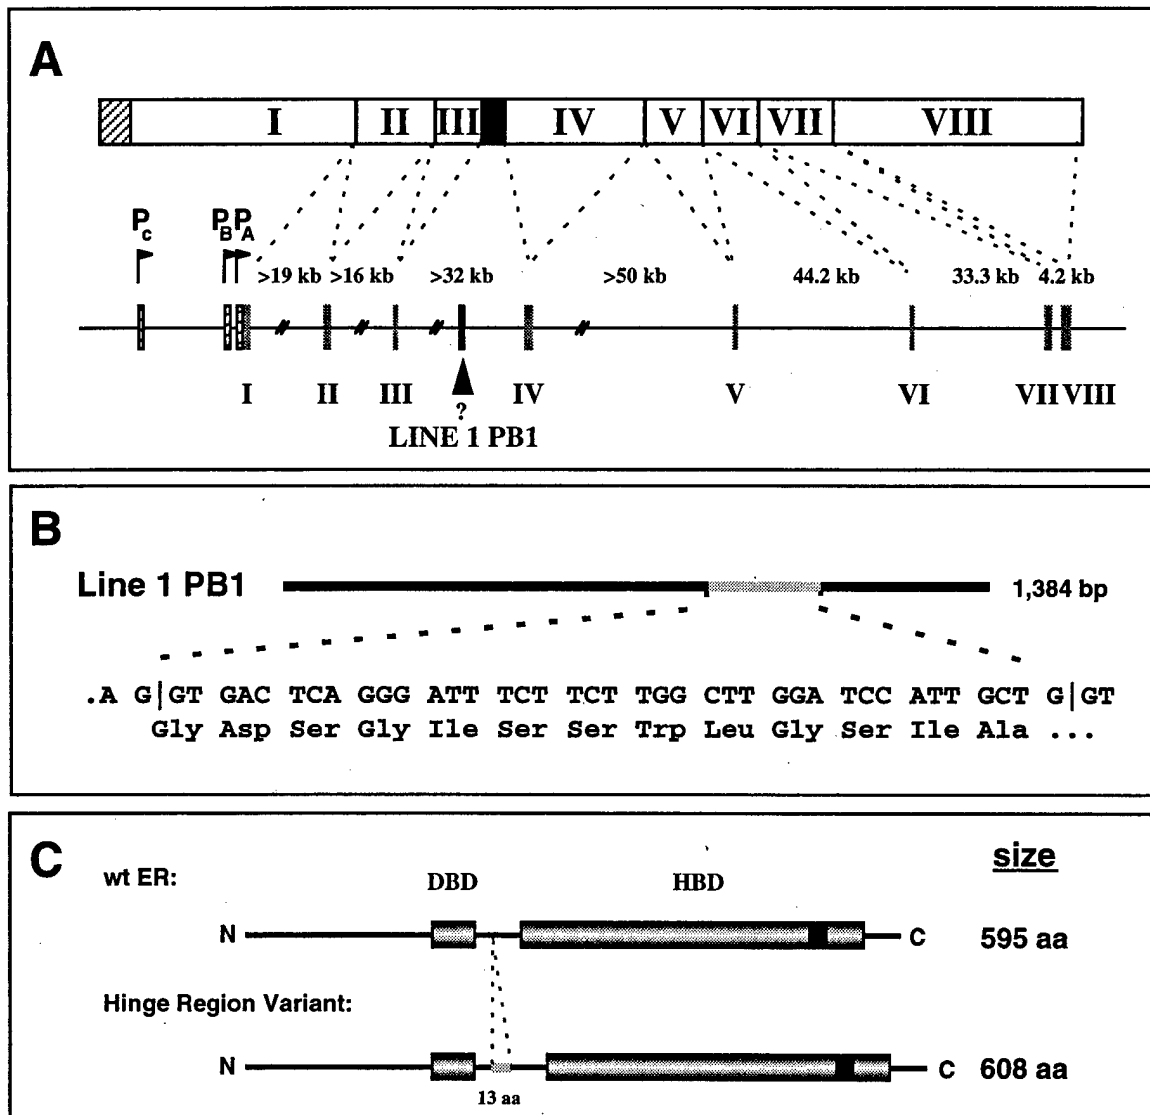 A
I II III IV V VI VII VIII
Pc PB PA
>19 kb >16 kb >32 kb >50 kb 44.2 kb 33.3 kb 4.2 kb
I II III IV V VI VII VIII
?
LINE 1 PB1
B
Line 1 PB1 1,384 bp
.A G|GT GAC TCA GGG ATT TCT TCT TGG CTT GGA TCC ATT GCT G|GT
Gly Asp Ser Gly Ile Ser Ser Trp Leu Gly Ser Ile Ala ...
C
size
wt ER: DBD HBD
N C 595 aa
Hinge Region Variant:
N C 608 aa
13 aa